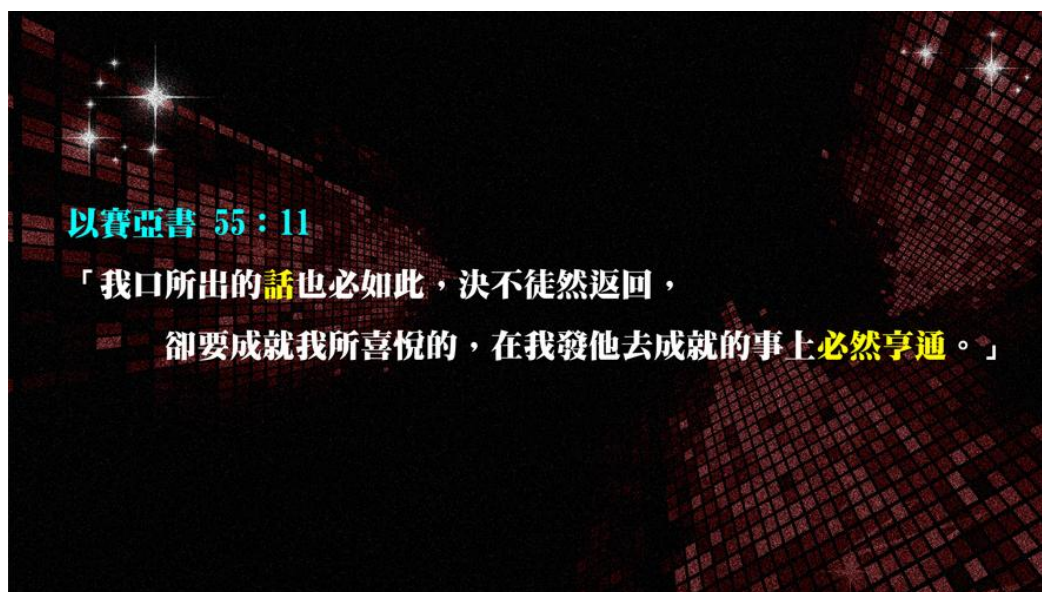 以賽亞書 55：11
「我口所出的話也必如此，決不徒然返回，
卻要成就我所喜悅的，在我發他去成就的事上必然亨通。」